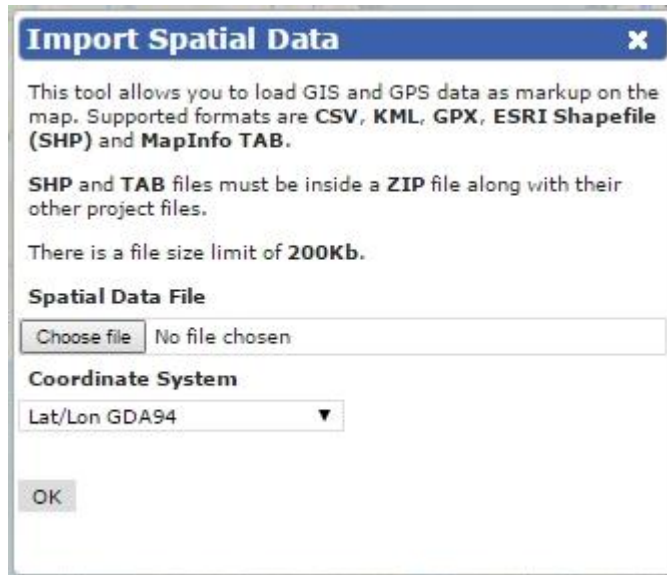 Import Spatial Data
This tool allows you to load GIS and GPS data as markup on the
map. Supported formats are CSV, KML, GPX, ESRI Shapefile
(SHP) and MapInfo TAB.
SHP and TAB files must be inside a ZIP file along with their
other project files.
There is a file size limit of 200Kb.
Spatial Data File
Choose file No file chosen
Coordinate System
Lat/Lon GDA94
OK